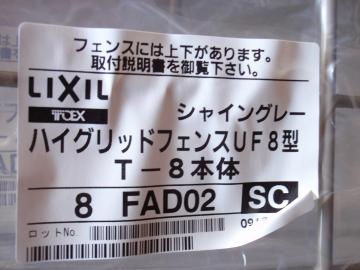 フェンスには上下があります。
取付説明書を御覧下さい。
LIXIL
TOEX
シャイングレー
ハイグリッドフェンスUF8型
T-8本体
8 FAD02 SC
ロットNo.